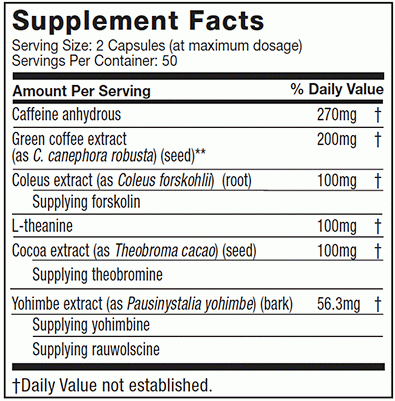 Supplement Facts
Serving Size: 2 Capsules (at maximum dosage)
Servings Per Container: 50
Amount Per Serving % Daily Value
Caffeine anhydrous 270mg †
Green coffee extract 200mg †
(as C. canephora robusta) (seed)**
Coleus extract (as Coleus forskohlii) (root) 100mg †
Supplying forskolin
L-theanine 100mg †
Cocoa extract (as Theobroma cacao) (seed) 100mg †
Supplying theobromine
Yohimbe extract (as Pausinystalia yohimbe) (bark) 56.3mg †
Supplying yohimbine
Supplying rauwolscine
†Daily Value not established.